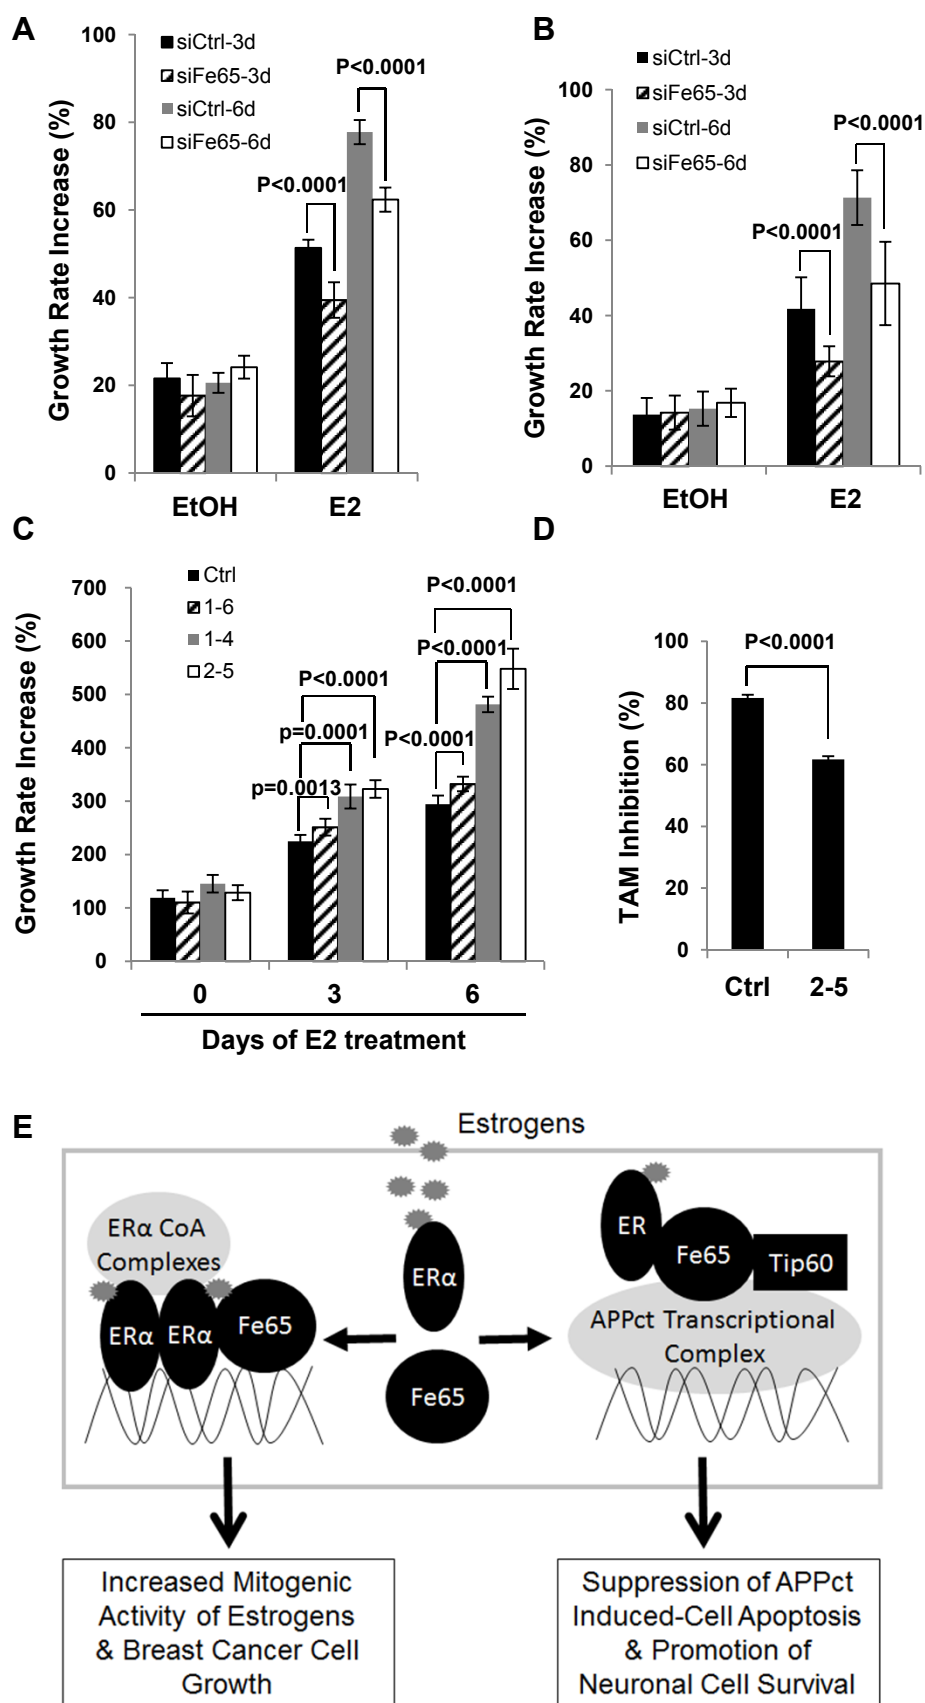 A
siCtrl-3d
siFe65-3d
siCtrl-6d
siFe65-6d
P<0.0001
P<0.0001
Growth Rate Increase (%)
100
80
60
40
20
0
EtOH
E2
B
siCtrl-3d
siFe65-3d
siCtrl-6d
siFe65-6d
P<0.0001
P<0.0001
Growth Rate Increase (%)
100
80
60
40
20
0
EtOH
E2
C
Ctrl
1-6
1-4
2-5
P<0.0001
P<0.0001
P<0.0001
P<0.0001
p=0.0001
p=0.0013
Growth Rate Increase (%)
700
600
500
400
300
200
100
0
0
3
6
Days of E2 treatment
D
P<0.0001
TAM Inhibition (%)
100
80
60
40
20
0
Ctrl
2-5
E
Estrogens
ERα CoA
Complexes
ERα
ERα
Fe65
ERα
Fe65
ER
Fe65
Tip60
APPct Transcriptional
Complex
Increased Mitogenic
Activity of Estrogens
& Breast Cancer Cell
Growth
Suppression of APPct
Induced-Cell Apoptosis
& Promotion of
Neuronal Cell Survival